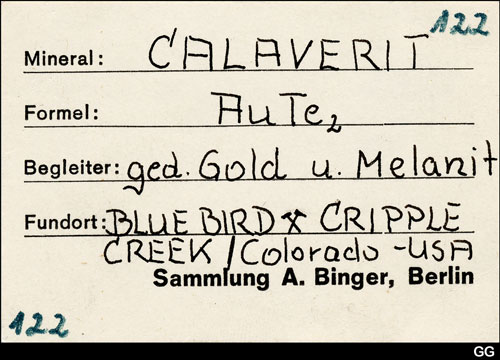 122
Mineral: CALAVERIT
Formel: AuTe₂
Begleiter: ged. Gold u. Melanit
Fundort: BLUE BIRD ⚒ CRIPPLE
CREEK / Colorado - USA
Sammlung A. Binger, Berlin
122
GG